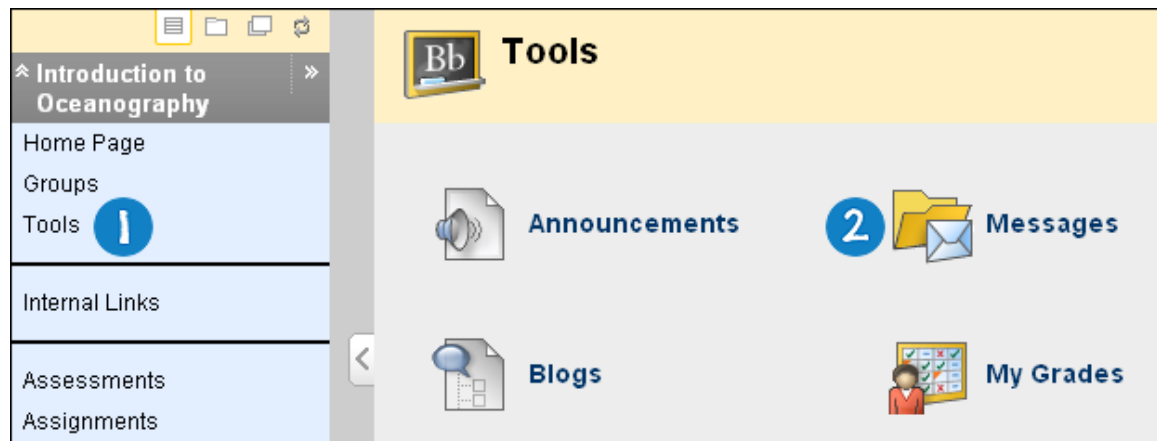 Introduction to
Oceanography
Home Page
Groups
Tools 1
Internal Links
Assessments
Assignments
Bb Tools
Announcements
2 Messages
Blogs
My Grades